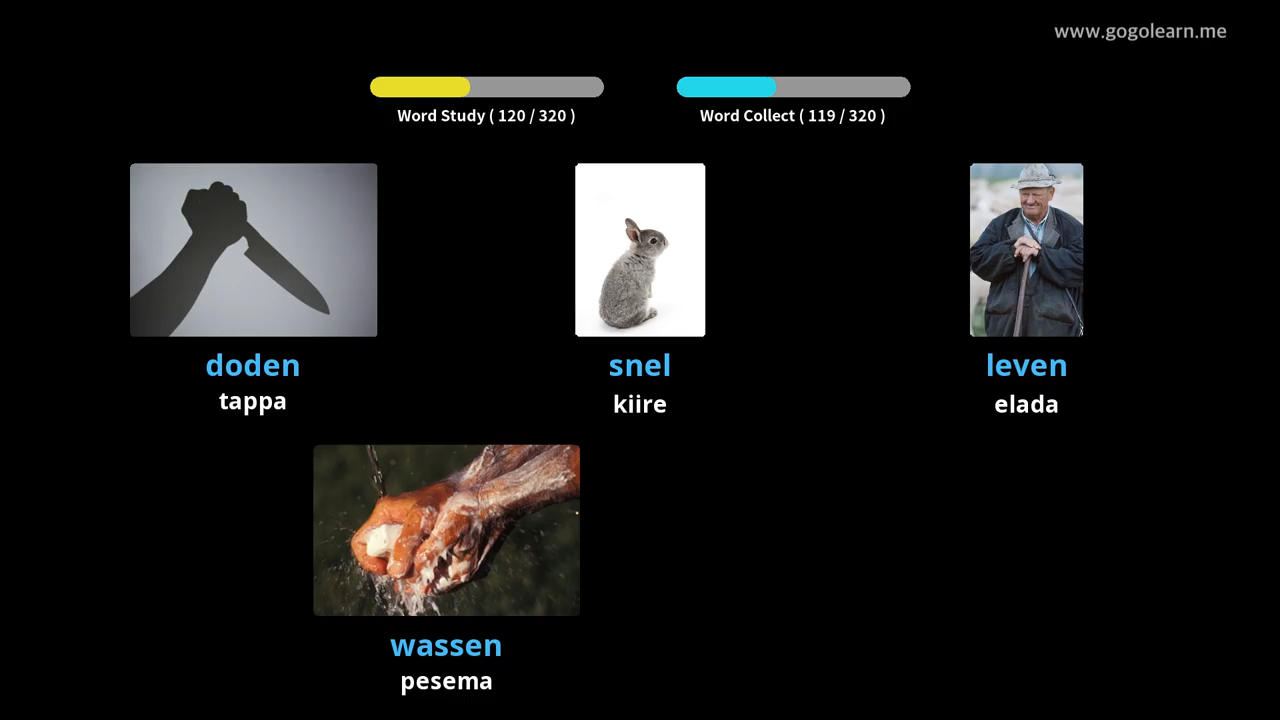 www.gogolearn.me
Word Study ( 120 / 320 )
Word Collect ( 119 / 320 )
doden
tappa
snel
kiire
leven
elada
wassen
pesema